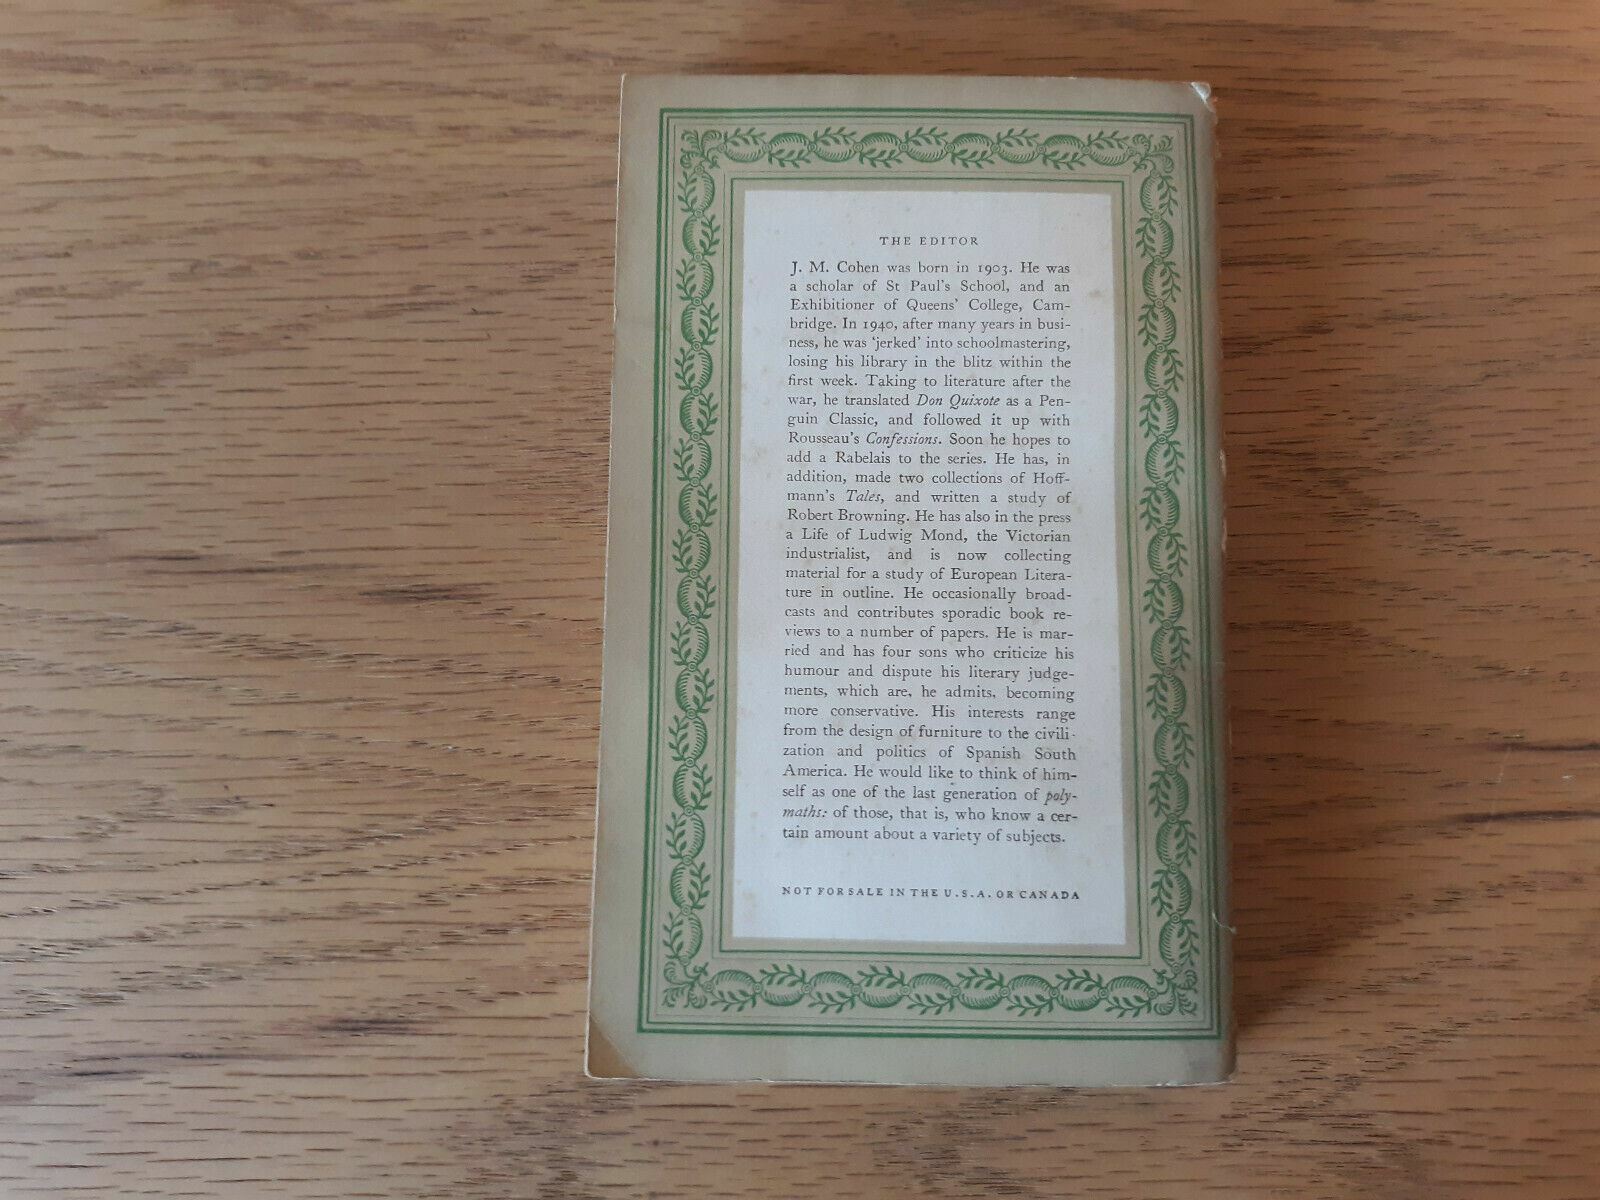 THE EDITOR
J. M. Cohen was born in 1903. He was
a scholar of St Paul's School, and an
Exhibitioner of Queens' College, Cam-
bridge. In 1940, after many years in busi-
ness, he was 'jerked' into schoolmastering,
losing his library in the blitz within the
first week. Taking to literature after the
war, he translated Don Quixote as a Pen-
guin Classic, and followed it up with
Rousseau's Confessions. Soon he hopes to
add a Rabelais to the series. He has, in
addition, made two collections of Hoff-
mann's Tales, and written a study of
Robert Browning. He has also in the press
a Life of Ludwig Mond, the Victorian
industrialist, and is now collecting
material for a study of European Litera-
ture in outline. He occasionally broad-
casts and contributes sporadic book re-
views to a number of papers. He is mar-
ried and has four sons who criticize his
humour and dispute his literary judge-
ments, which are, he admits, becoming
more conservative. His interests range
from the design of furniture to the civili-
zation and politics of Spanish South
America. He would like to think of him-
self as one of the last generation of poly-
maths: of those, that is, who know a cer-
tain amount about a variety of subjects.
NOT FOR SALE IN THE U.S.A. OR CANADA